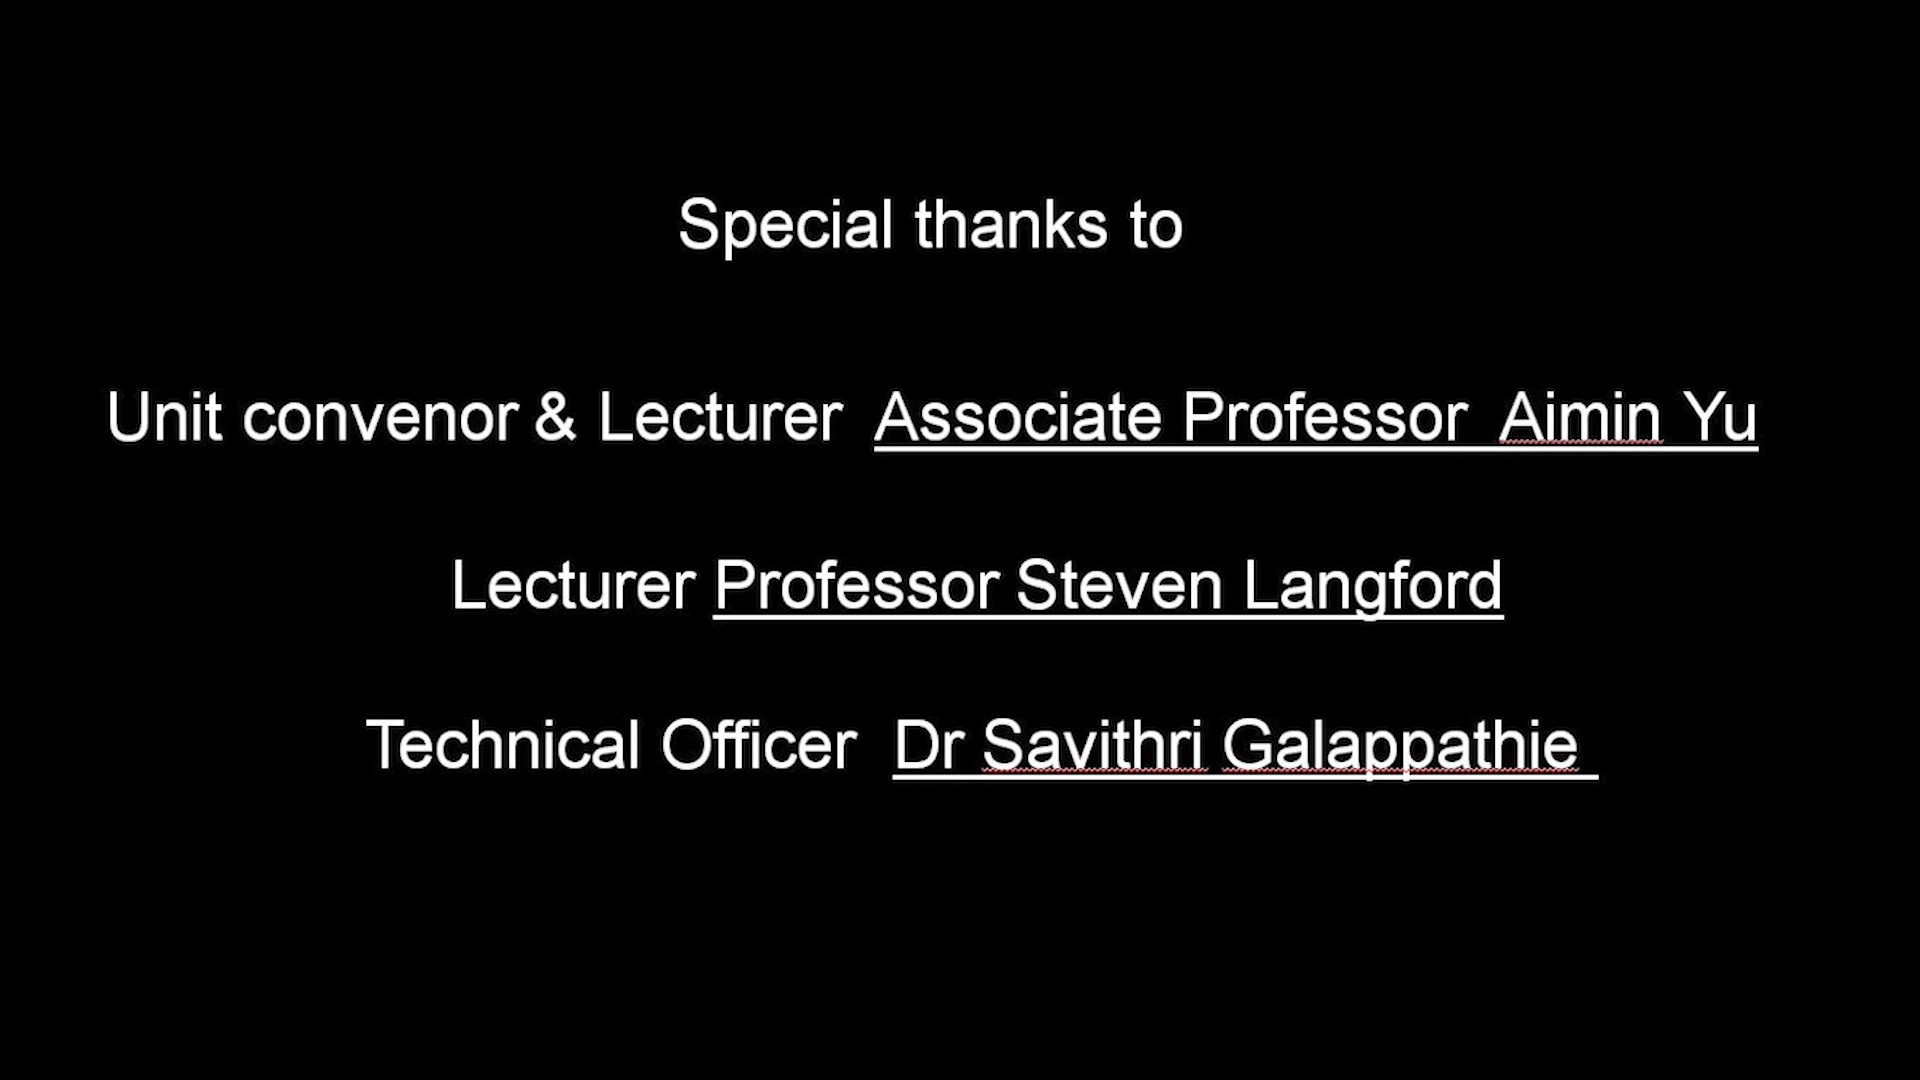 Special thanks to
Unit convenor & Lecturer Associate Professor Aimin Yu
Lecturer Professor Steven Langford
Technical Officer Dr Savithri Galappathie